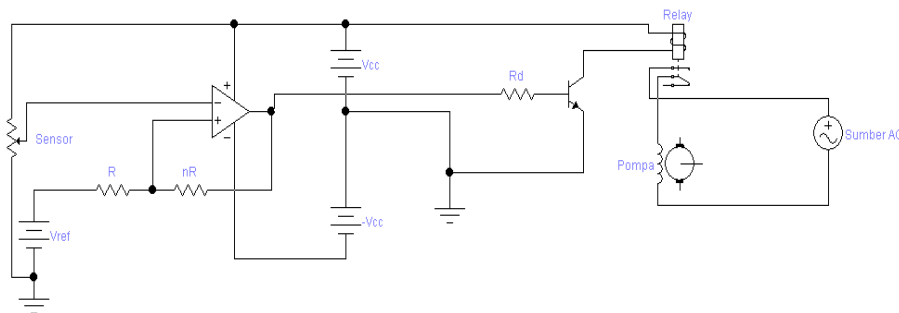 Relay
Vcc
Rd
Sensor
Sumber AC
R
nR
Pompa
Vref
-Vcc